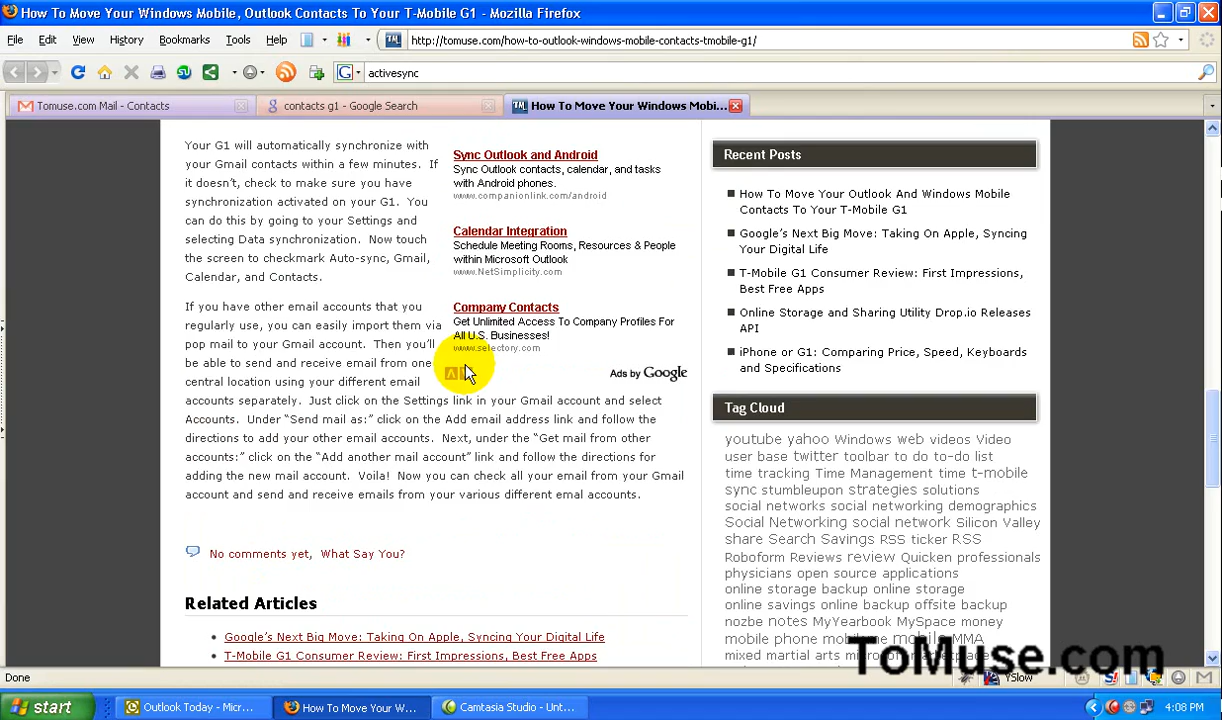 How To Move Your Windows Mobile, Outlook Contacts To Your T-Mobile G1 - Mozilla Firefox
File Edit View History Bookmarks Tools Help
http://tomuse.com/how-to-outlook-windows-mobile-contacts-tmobile-g1/
activesync
Tomuse.com Mail - Contacts
contacts g1 - Google Search
How To Move Your Windows Mobi...
Your G1 will automatically synchronize with
your Gmail contacts within a few minutes. If
it doesn't, check to make sure you have
synchronization activated on your G1. You
can do this by going to your Settings and
selecting Data synchronization. Now touch
the screen to checkmark Auto-sync, Gmail,
Calendar, and Contacts.
If you have other email accounts that you
regularly use, you can easily import them via
pop mail to your Gmail account. Then you'll
be able to send and receive email from one
central location using your different email
accounts separately. Just click on the Settings link in your Gmail account and select
Accounts. Under "Send mail as:" click on the Add email address link and follow the
directions to add your other email accounts. Next, under the "Get mail from other
accounts:" click on the "Add another mail account" link and follow the directions for
adding the new mail account. Voila! Now you can check all your email from your Gmail
account and send and receive emails from your various different emal accounts.
Sync Outlook and Android
Sync Outlook contacts, calendar, and tasks
with Android phones.
www.companionlink.com/android
Calendar Integration
Schedule Meeting Rooms, Resources & People
within Microsoft Outlook
www.NetSimplicity.com
Company Contacts
Get Unlimited Access To Company Profiles For
All U.S. Businesses!
www.selectory.com
Ads by Google
No comments yet, What Say You?
Related Articles
Google's Next Big Move: Taking On Apple, Syncing Your Digital Life
T-Mobile G1 Consumer Review: First Impressions, Best Free Apps
Recent Posts
How To Move Your Outlook And Windows Mobile
Contacts To Your T-Mobile G1
Google's Next Big Move: Taking On Apple, Syncing
Your Digital Life
T-Mobile G1 Consumer Review: First Impressions,
Best Free Apps
Online Storage and Sharing Utility Drop.io Releases
API
iPhone or G1: Comparing Price, Speed, Keyboards
and Specifications
Tag Cloud
youtube yahoo Windows web videos Video
user base twitter toolbar to do to-do list
time tracking Time Management time t-mobile
sync stumbleupon strategies solutions
social networks social networking demographics
Social Networking social network Silicon Valley
share Search Savings RSS ticker RSS
Roboform Reviews review Quicken professionals
physicians open source applications
online storage backup online storage
online savings online backup offsite backup
nozbe notes MyYearbook MySpace money
mobile phone mobile MMA
mixed martial arts
ToMuse.com
Done
YSlow
start
Outlook Today - Micr...
How To Move Your W...
Camtasia Studio - Unt...
4:08 PM